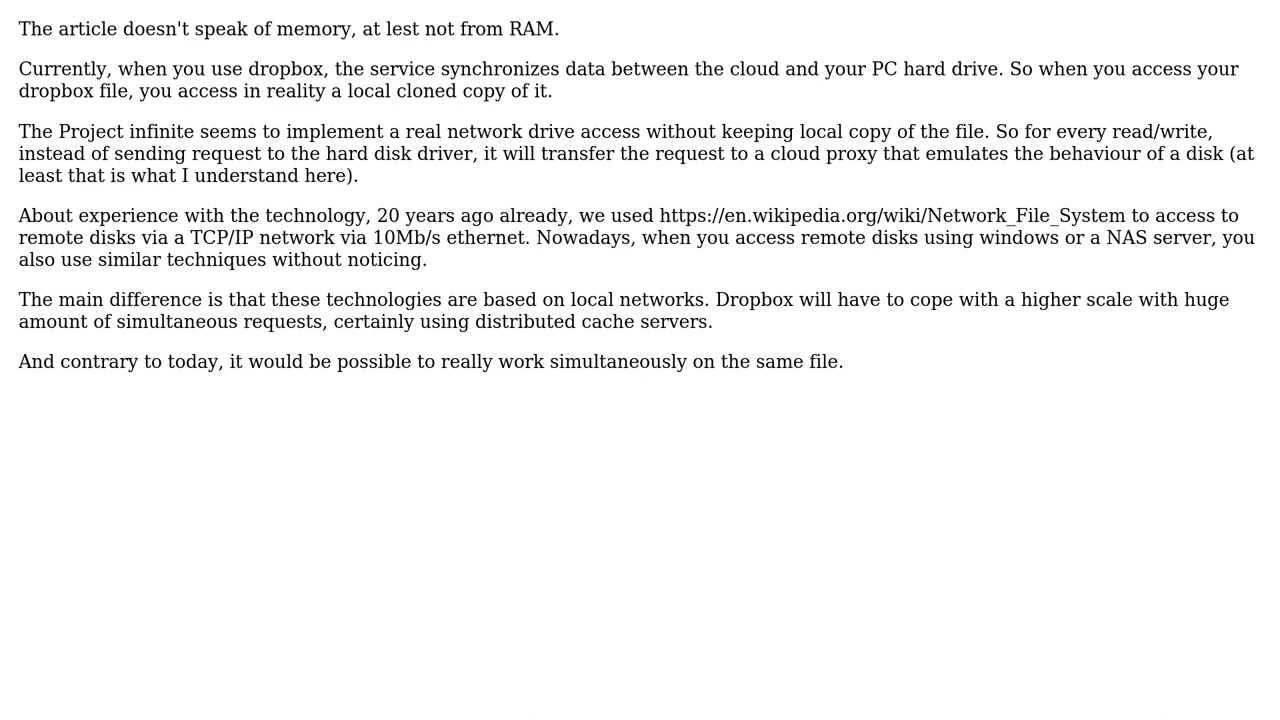 The article doesn't speak of memory, at lest not from RAM.
Currently, when you use dropbox, the service synchronizes data between the cloud and your PC hard drive. So when you access your
dropbox file, you access in reality a local cloned copy of it.
The Project infinite seems to implement a real network drive access without keeping local copy of the file. So for every read/write,
instead of sending request to the hard disk driver, it will transfer the request to a cloud proxy that emulates the behaviour of a disk (at
least that is what I understand here).
About experience with the technology, 20 years ago already, we used https://en.wikipedia.org/wiki/Network_File_System to access to
remote disks via a TCP/IP network via 10Mb/s ethernet. Nowadays, when you access remote disks using windows or a NAS server, you
also use similar techniques without noticing.
The main difference is that these technologies are based on local networks. Dropbox will have to cope with a higher scale with huge
amount of simultaneous requests, certainly using distributed cache servers.
And contrary to today, it would be possible to really work simultaneously on the same file.